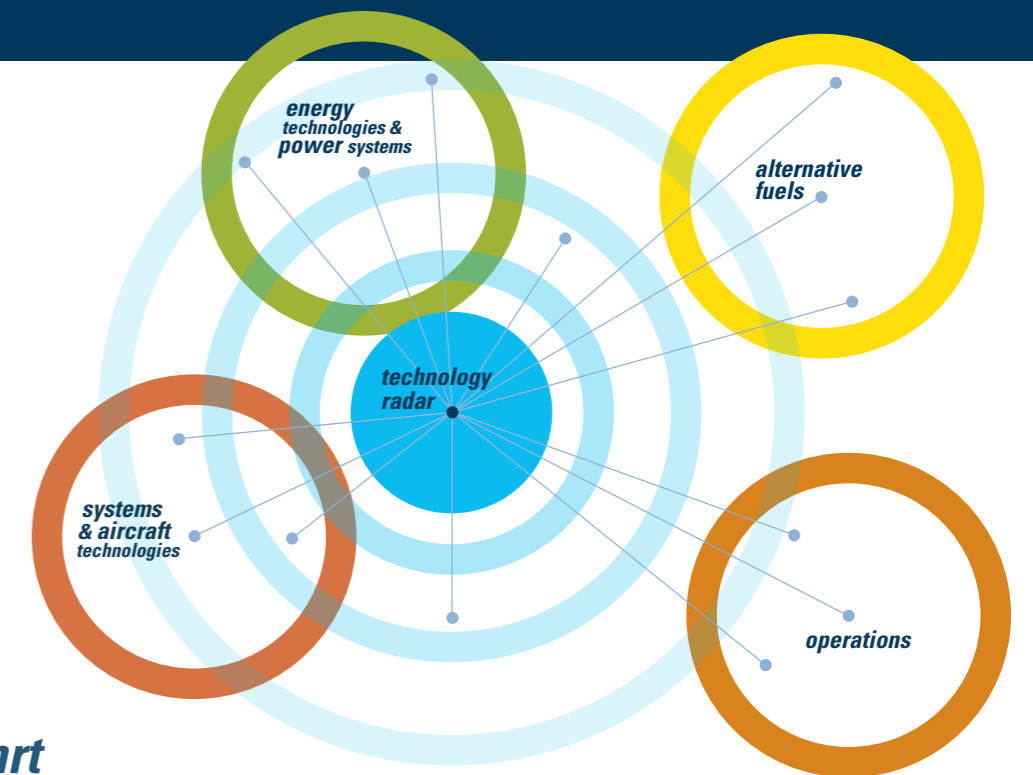 energy
technologies &
power systems
alternative
fuels
technology
radar
systems
& aircraft
technologies
operations